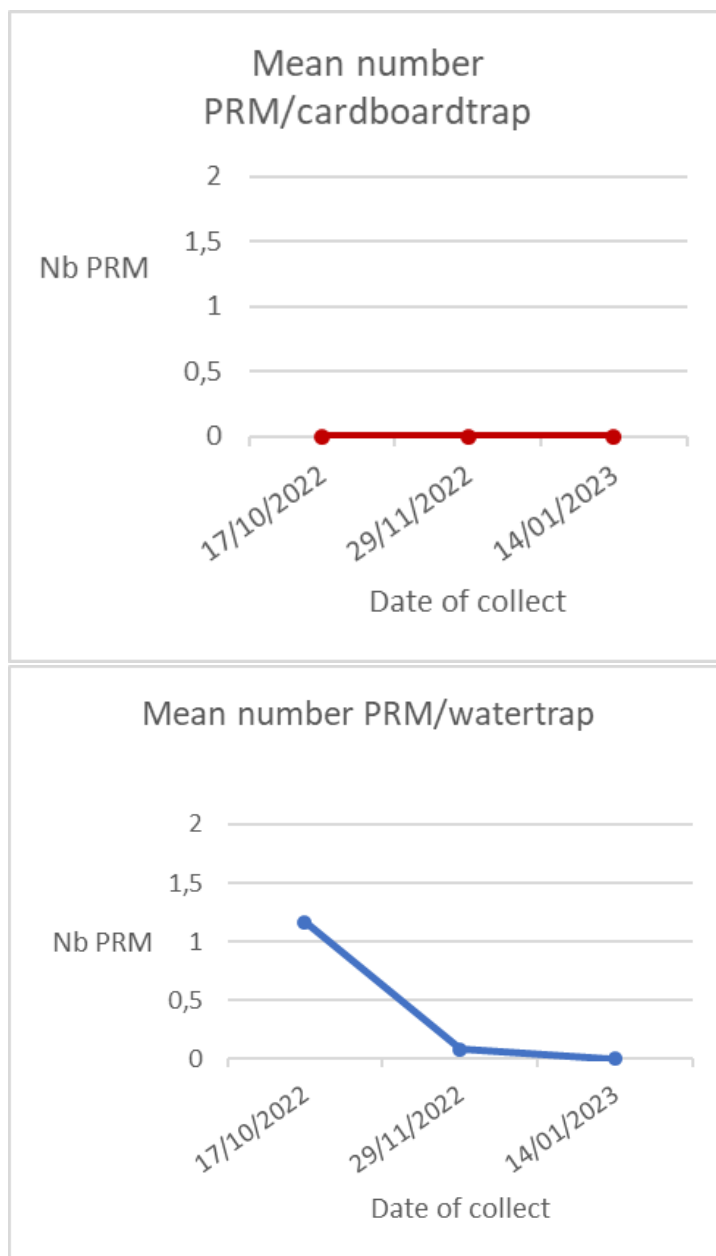 Mean number
PRM/cardboardtrap
2
1,5
Nb PRM
1
0,5
0
17/10/2022
29/11/2022
14/01/2023
Date of collect
Mean number PRM/watertrap
2
1,5
Nb PRM
1
0,5
0
17/10/2022
29/11/2022
14/01/2023
Date of collect